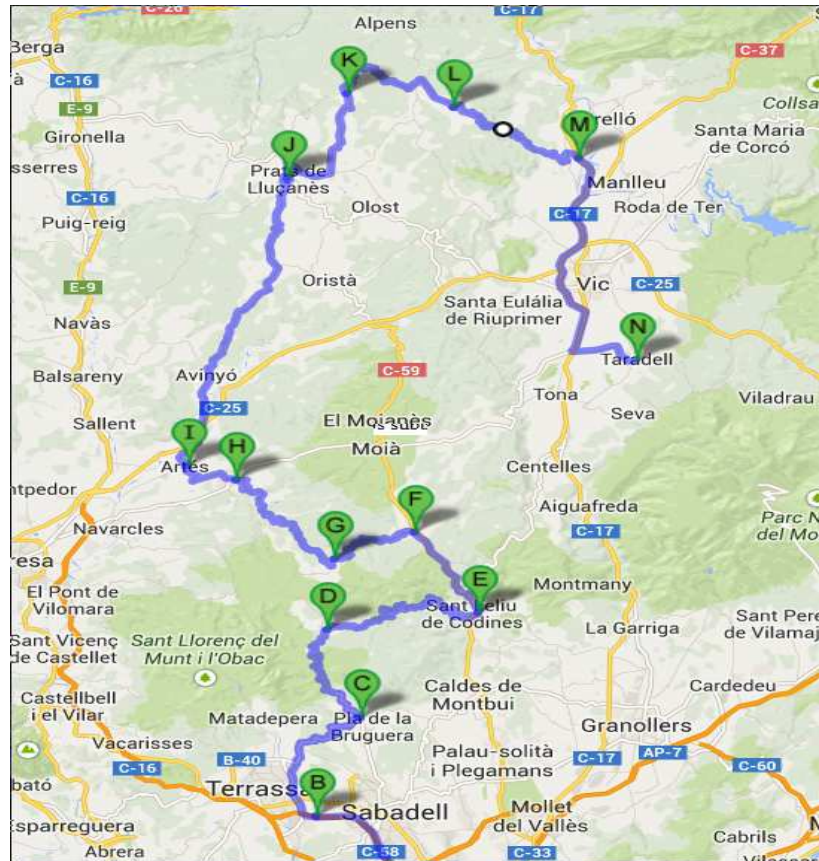 C-26
Alpens
C-17
Berga
C-16
K
L
C-37
E-9
M
relló
Collsa
Gironella
Santa Maria
de Corcó
J
sserres
Prats de
Lluçanès
Manlleu
C-16
Olost
C-17
Roda de Ter
Puig-reig
Oristà
Vic
C-25
E-9
Santa Eulália
de Riuprimer
Navàs
N
Taradell
C-59
Balsareny
Avinyó
Tona
Viladrau
C-25
Seva
Sallent
El Moianès
I
H
Moià
Artés
Centelles
ntpedor
F
Aiguafreda
Navarcles
G
C-17
Parc N
del Mo
resa
E
El Pont de
Vilomara
D
Montmany
Sant Feliu
de Codines
Sant Vicenç
de Castellet
Sant Llorenç del
Munt i l'Obac
La Garriga
Sant Pere
de Vilamaj
C
Castellbell
i el Vilar
Caldes de
Montbui
Cardedeu
Matadepera
Pla de la
Bruguera
Granollers
Vacarisses
B-40
Palau-solità
i Plegamans
C-17
AP-7
C-16
B
C-60
bató
Terrassa
Sabadell
Mollet
del Vallès
Esparreguera
M
Abrera
C-58
C-33
Cabrils